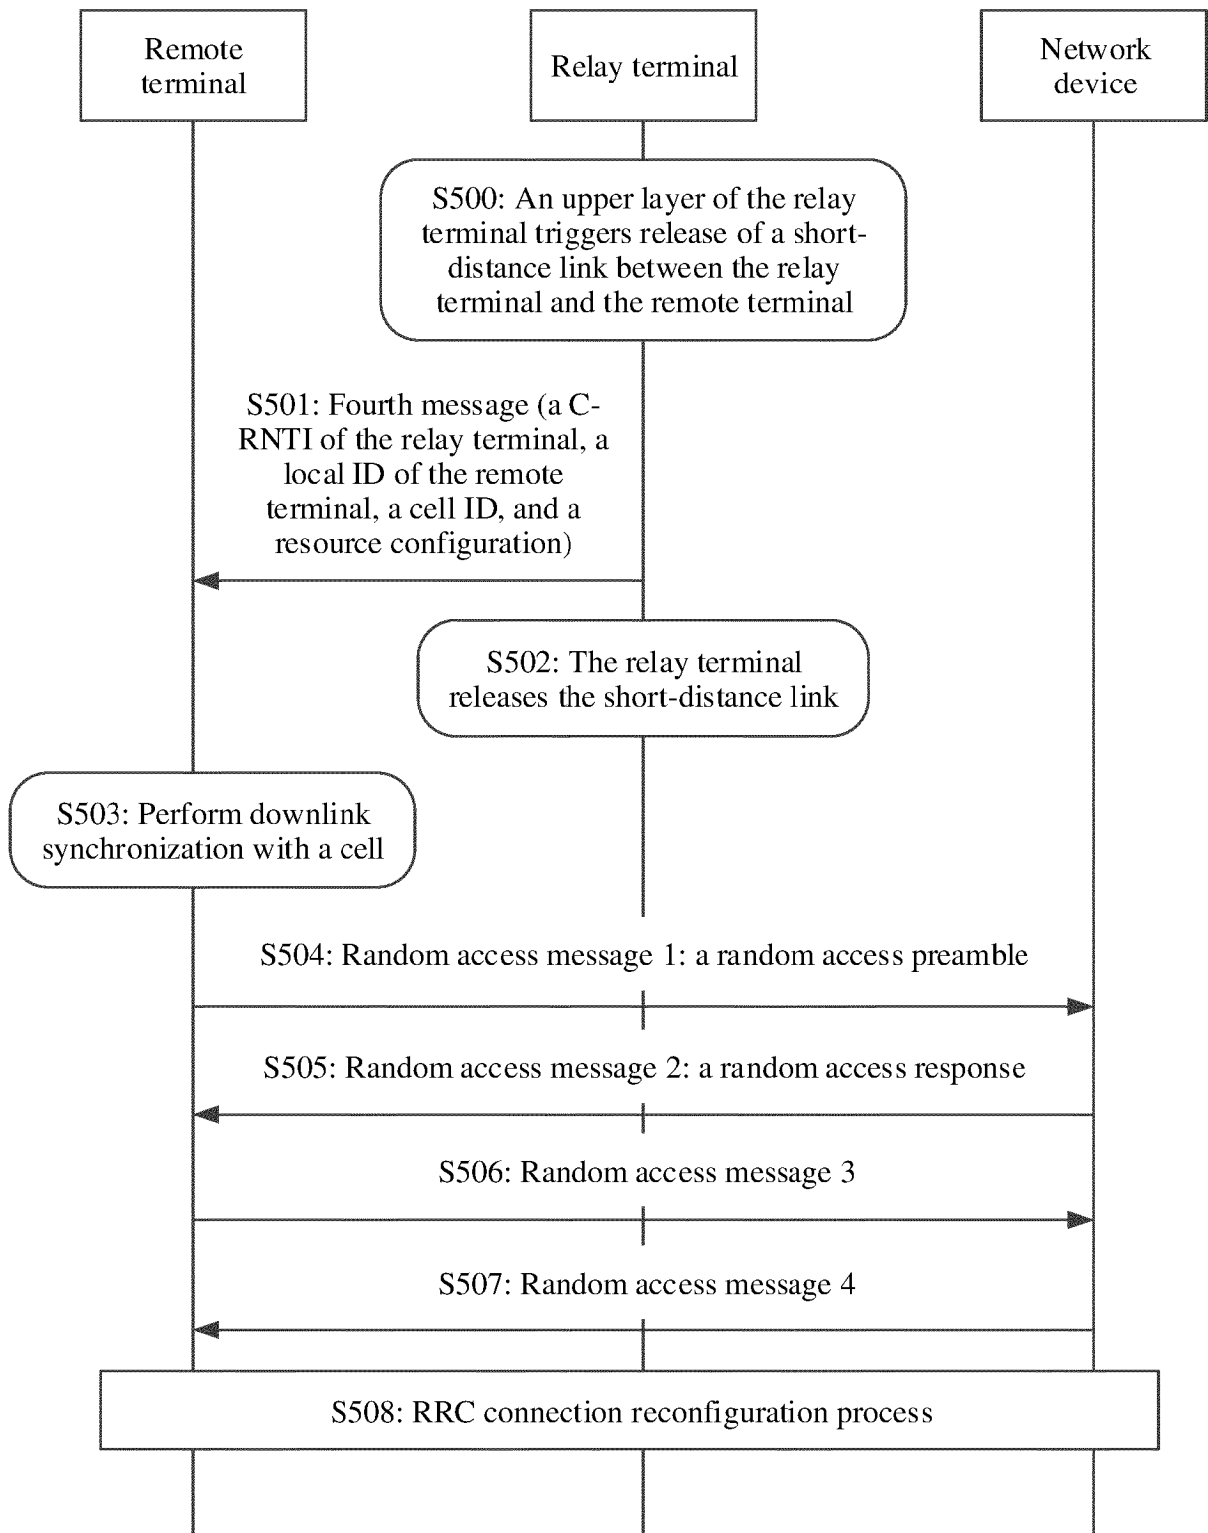 Remote
terminal
Relay terminal
Network
device
S500: An upper layer of the relay
terminal triggers release of a short-
distance link between the relay
terminal and the remote terminal
S501: Fourth message (a C-
RNTI of the relay terminal, a
local ID of the remote
terminal, a cell ID, and a
resource configuration)
S502: The relay terminal
releases the short-distance link
S503: Perform downlink
synchronization with a cell
S504: Random access message 1: a random access preamble
S505: Random access message 2: a random access response
S506: Random access message 3
S507: Random access message 4
S508: RRC connection reconfiguration process